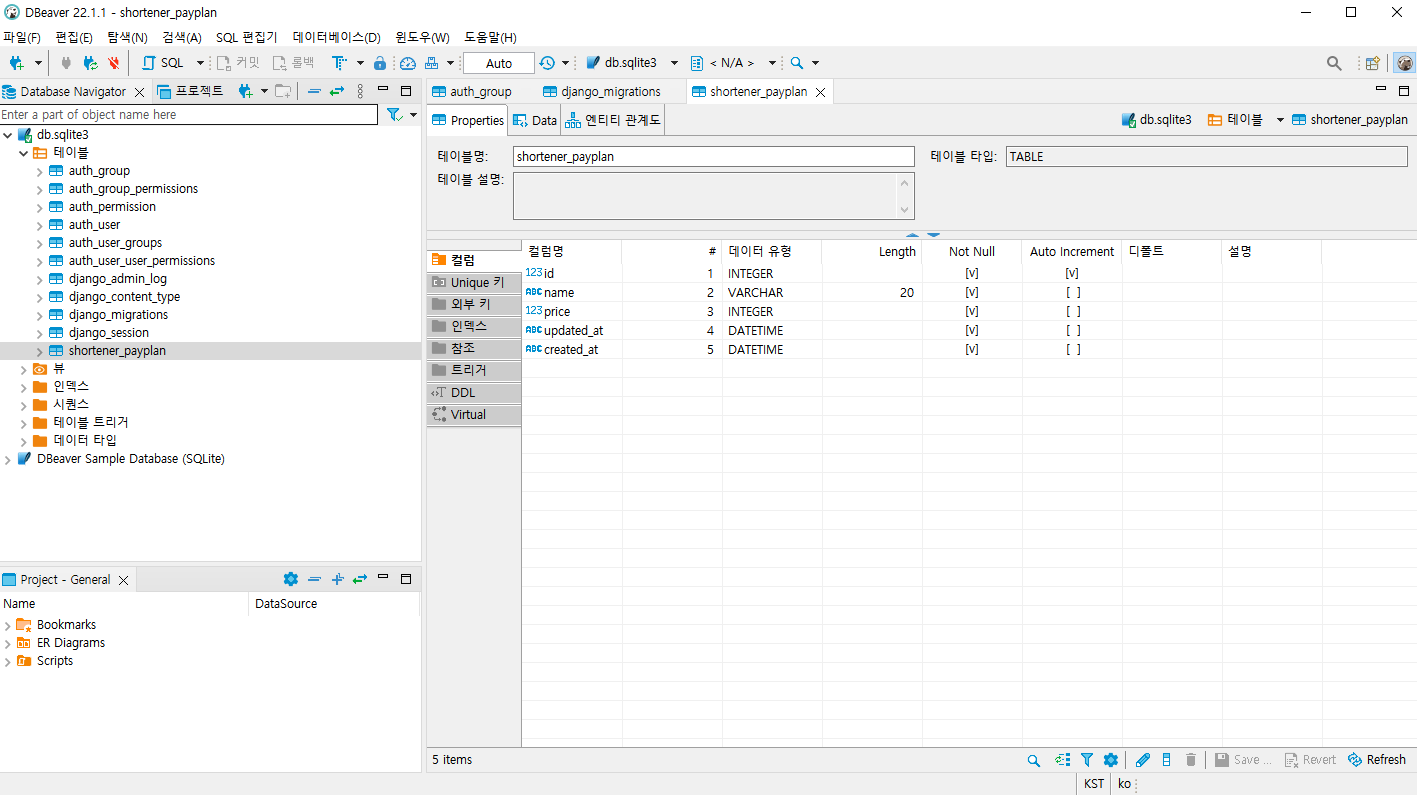 DBeaver 22.1.1 - shortener_payplan
파일(F) 편집(E) 탐색(N) 검색(A) SQL 편집기 데이터베이스(D) 윈도우(W) 도움말(H)
SQL 커밋 롤백 Auto db.sqlite3 < N/A >
Database Navigator 프로젝트
Enter a part of object name here
db.sqlite3
테이블
auth_group
auth_group_permissions
auth_permission
auth_user
auth_user_groups
auth_user_user_permissions
django_admin_log
django_content_type
django_migrations
django_session
shortener_payplan
뷰
인덱스
시퀀스
테이블 트리거
데이터 타입
DBeaver Sample Database (SQLite)
Project - General
Name DataSource
Bookmarks
ER Diagrams
Scripts
auth_group django_migrations shortener_payplan
Properties Data 엔티티 관계도 db.sqlite3 테이블 shortener_payplan
테이블명: shortener_payplan 테이블 타입: TABLE
테이블 설명:
컬럼
Unique 키
외부 키
인덱스
참조
트리거
DDL
Virtual
컬럼명 # 데이터 유형 Length Not Null Auto Increment 디폴트 설명
123 id 1 INTEGER [v] [v]
ABC name 2 VARCHAR 20 [v] [ ]
123 price 3 INTEGER [v] [ ]
ABC updated_at 4 DATETIME [v] [ ]
ABC created_at 5 DATETIME [v] [ ]
5 items Save ... Revert Refresh
KST ko